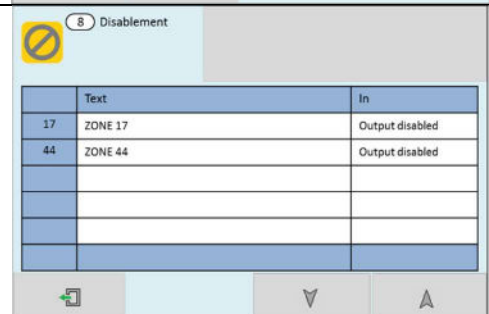 8 Disablement
Text In
17 ZONE 17 Output disabled
44 ZONE 44 Output disabled